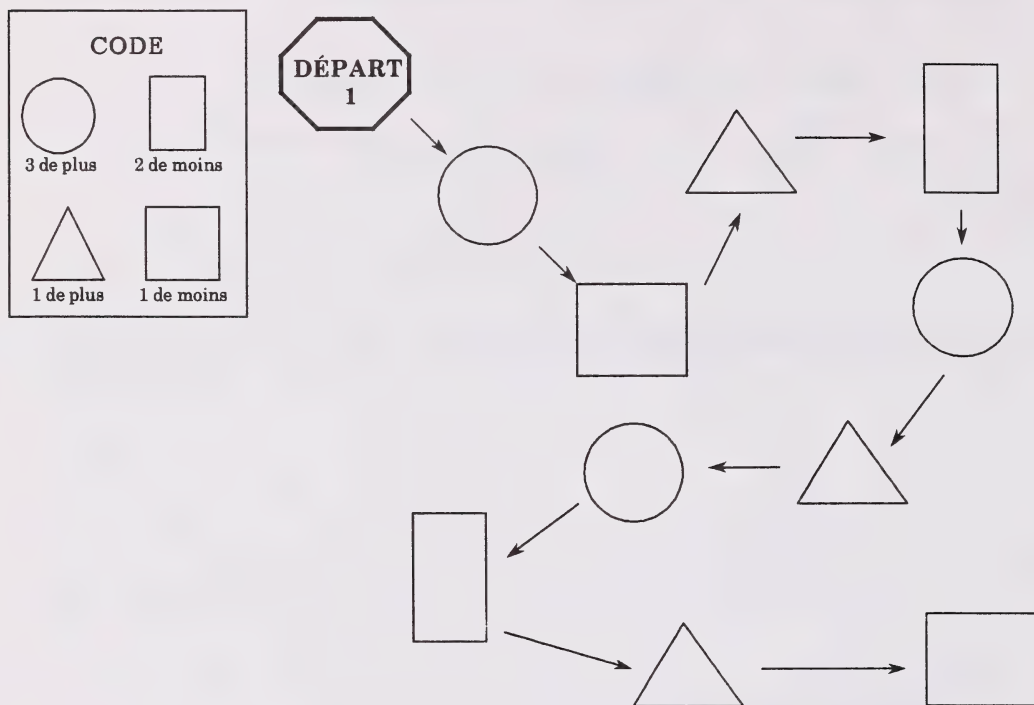 CODE
3 de plus
2 de moins
1 de plus
1 de moins
DÉPART
1